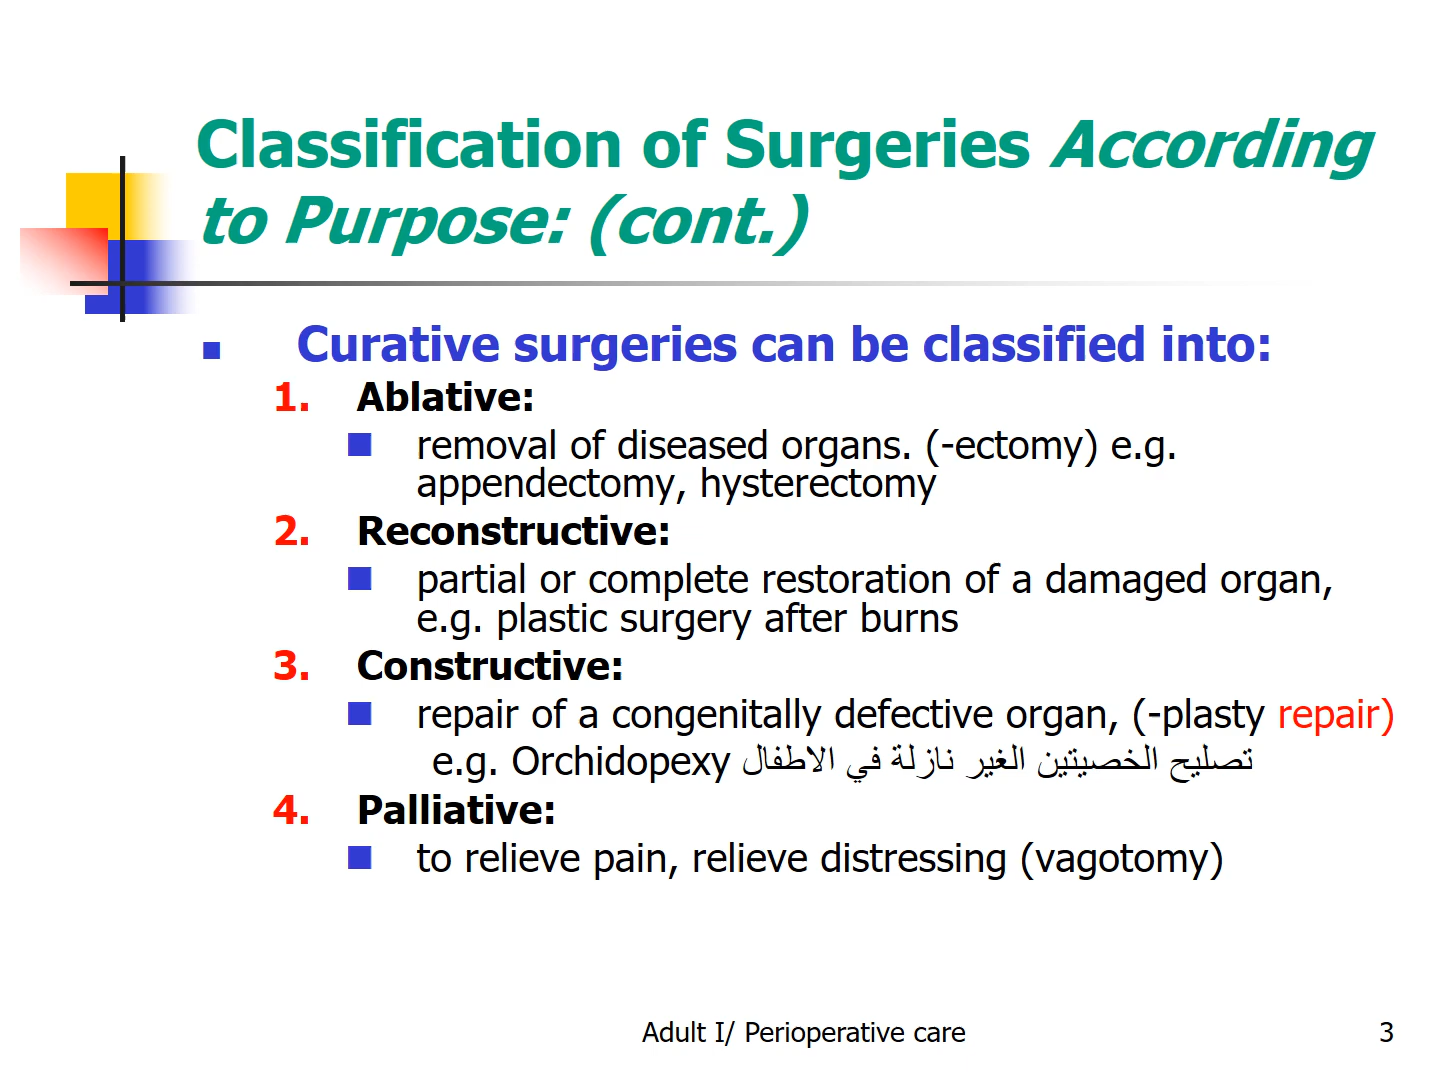 Classification of Surgeries According
to Purpose: (cont.)
Curative surgeries can be classified into:
1. Ablative:
removal of diseased organs. (-ectomy) e.g.
appendectomy, hysterectomy
2. Reconstructive:
partial or complete restoration of a damaged organ,
e.g. plastic surgery after burns
3. Constructive:
repair of a congenitally defective organ, (-plasty repair)
e.g. Orchidopexy تصليح الخصيتين الغير نازلة في الاطفال
4. Palliative:
to relieve pain, relieve distressing (vagotomy)
Adult I/ Perioperative care
3